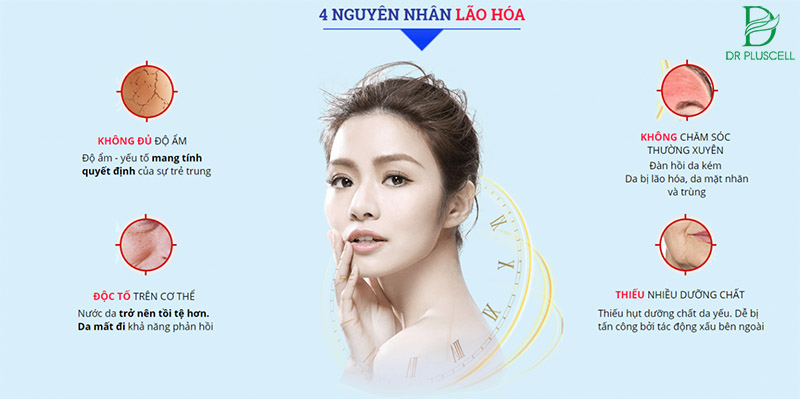 4 NGUYÊN NHÂN LÃO HÓA
DR PLUSCELL
KHÔNG ĐỦ ĐỘ ẨM
Độ ẩm - yếu tố mang tính
quyết định của sự trẻ trung
KHÔNG CHĂM SÓC
THƯỜNG XUYÊN
Đàn hồi da kém
Da bị lão hóa, da mặt nhăn
và trùng
ĐỘC TỐ TRÊN CƠ THỂ
Nước da trở nên tồi tệ hơn.
Da mất đi khả năng phản hồi
THIẾU NHIỀU DƯỠNG CHẤT
Thiếu hụt dưỡng chất da yếu. Dễ bị
tấn công bởi tác động xấu bên ngoài